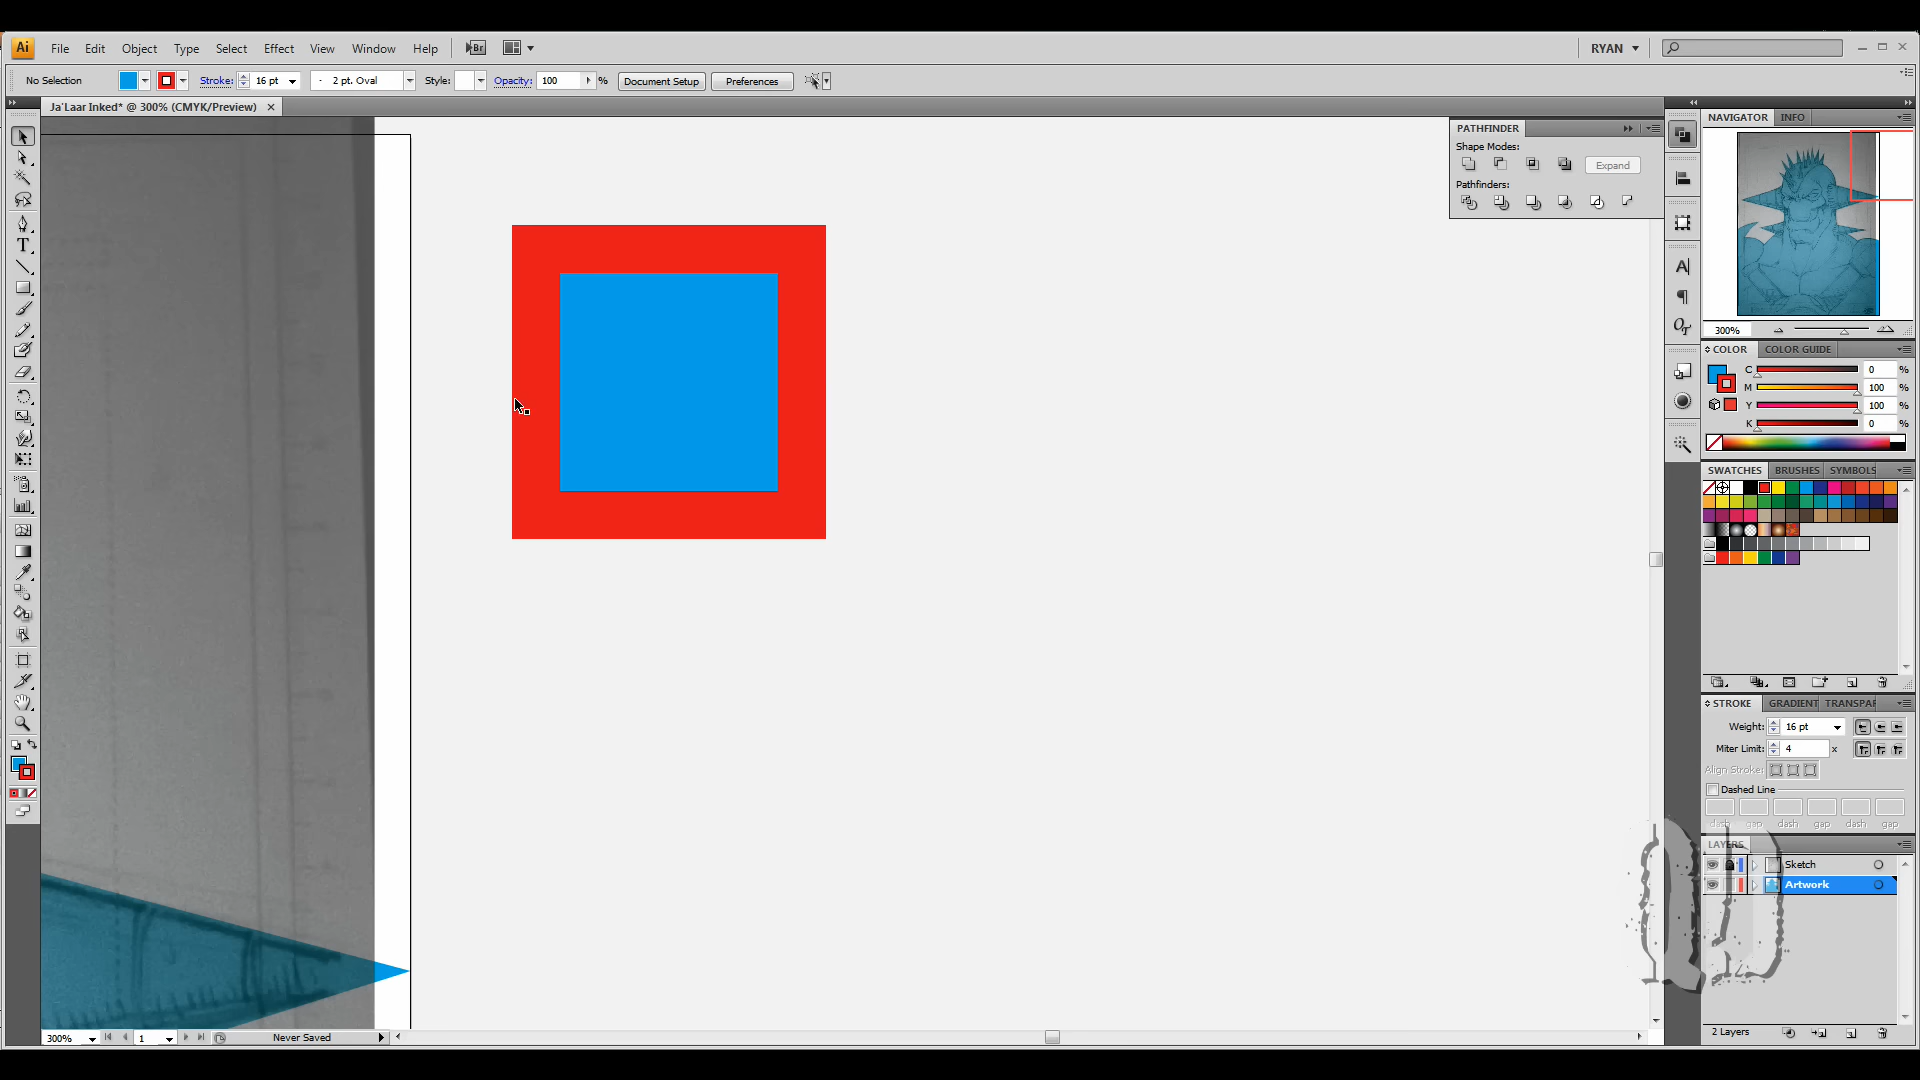 Ai File Edit Object Type Select Effect View Window Help Br RYAN
No Selection Stroke: 16 pt 2 pt. Oval Style: Opacity: 100 % Document Setup Preferences
Ja'Laar Inked* @ 300% (CMYK/Preview)
PATHFINDER
Shape Modes:
Expand
Pathfinders:
NAVIGATOR INFO
300%
COLOR COLOR GUIDE
C 0 %
M 100 %
Y 100 %
K 0 %
SWATCHES BRUSHES SYMBOLS
STROKE GRADIENT TRANSPAR
Weight: 16 pt
Miter Limit: 4 x
Align Stroke:
Dashed Line
dash gap dash gap dash gap
LAYERS
Sketch
Artwork
2 Layers
300% 1 Never Saved